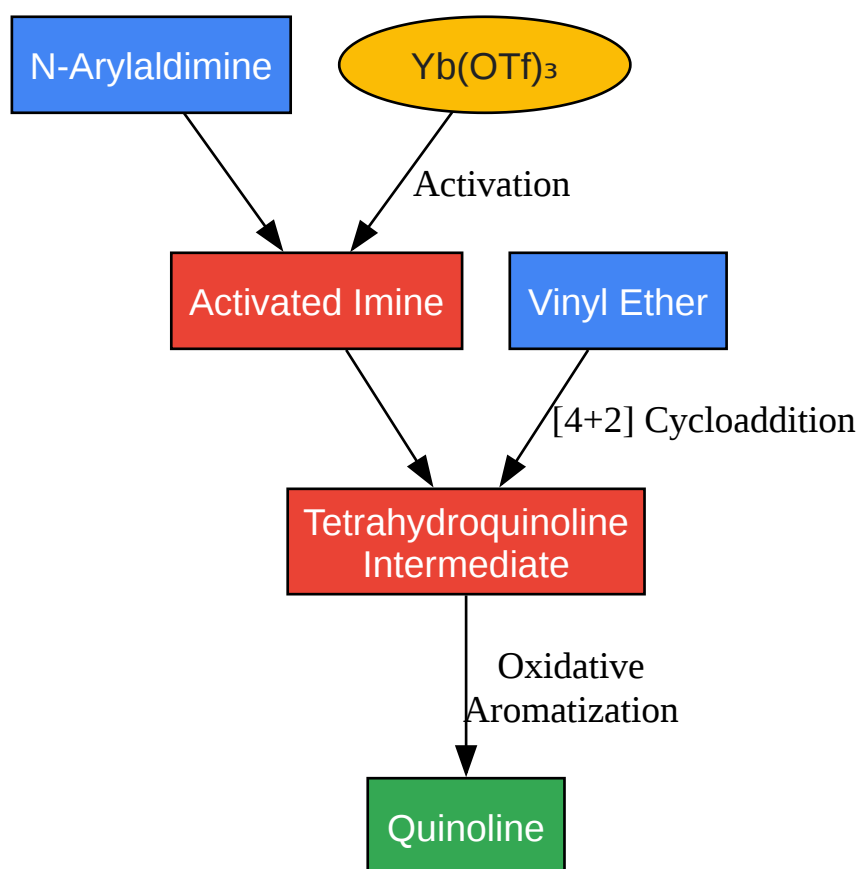 N-Arylaldimine
Yb(OTf)₃
Activation
Activated Imine
Vinyl Ether
[4+2] Cycloaddition
Tetrahydroquinoline
Intermediate
Oxidative
Aromatization
Quinoline